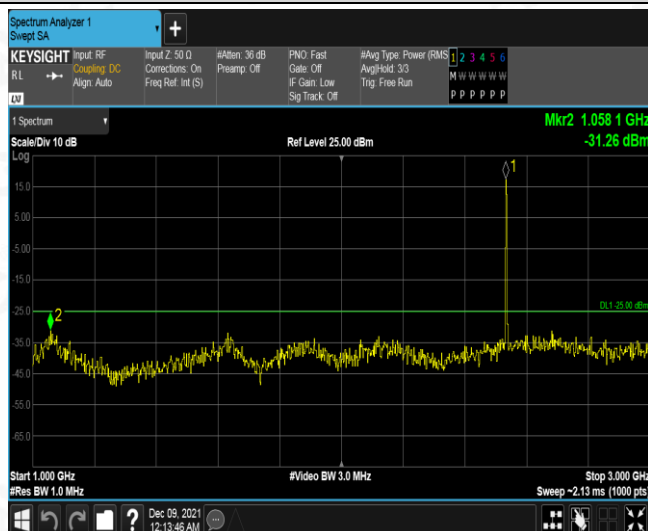 Spectrum Analyzer 1
Swept SA
KEYSIGHT
RL
LXI
Input: RF
Coupling: DC
Align: Auto
Input Z: 50 Ω
Corrections: On
Freq Ref: Int (S)
#Atten: 36 dB
Preamp: Off
PNO: Fast
Gate: Off
IF Gain: Low
Sig Track: Off
#Avg Type: Power (RMS
Avg|Hold: 3/3
Trig: Free Run
1 2 3 4 5 6
M W W W W W
P P P P P P
1 Spectrum
Scale/Div 10 dB
Ref Level 25.00 dBm
Mkr2 1.058 1 GHz
-31.26 dBm
Log
15.0
5.00
-5.00
-15.0
-25.0
-35.0
-45.0
-55.0
-65.0
1
2
DL1 -25.00 dBm
Start 1.000 GHz
#Video BW 3.0 MHz
Stop 3.000 GHz
#Res BW 1.0 MHz
Sweep ~2.13 ms (1000 pts)
?
Dec 09, 2021
12:13:46 AM